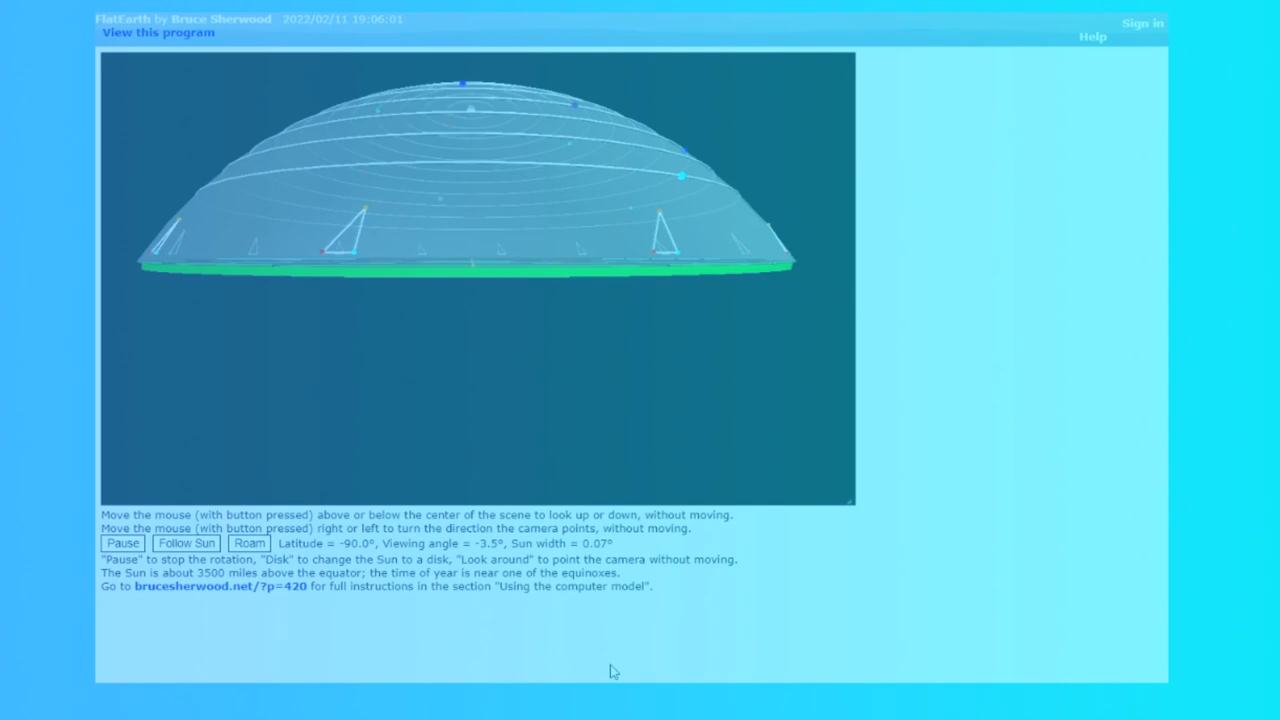 FlatEarth by Bruce Sherwood 2022/02/11 19:06:01
View this program
Sign in
Help
Move the mouse (with button pressed) above or below the center of the scene to look up or down, without moving.
Move the mouse (with button pressed) right or left to turn the direction the camera points, without moving.
Pause Follow Sun Roam Latitude = -90.0°, Viewing angle = -3.5°, Sun width = 0.07°
"Pause" to stop the rotation, "Disk" to change the Sun to a disk, "Look around" to point the camera without moving.
The Sun is about 3500 miles above the equator; the time of year is near one of the equinoxes.
Go to brucesherwood.net/?p=420 for full instructions in the section "Using the computer model".